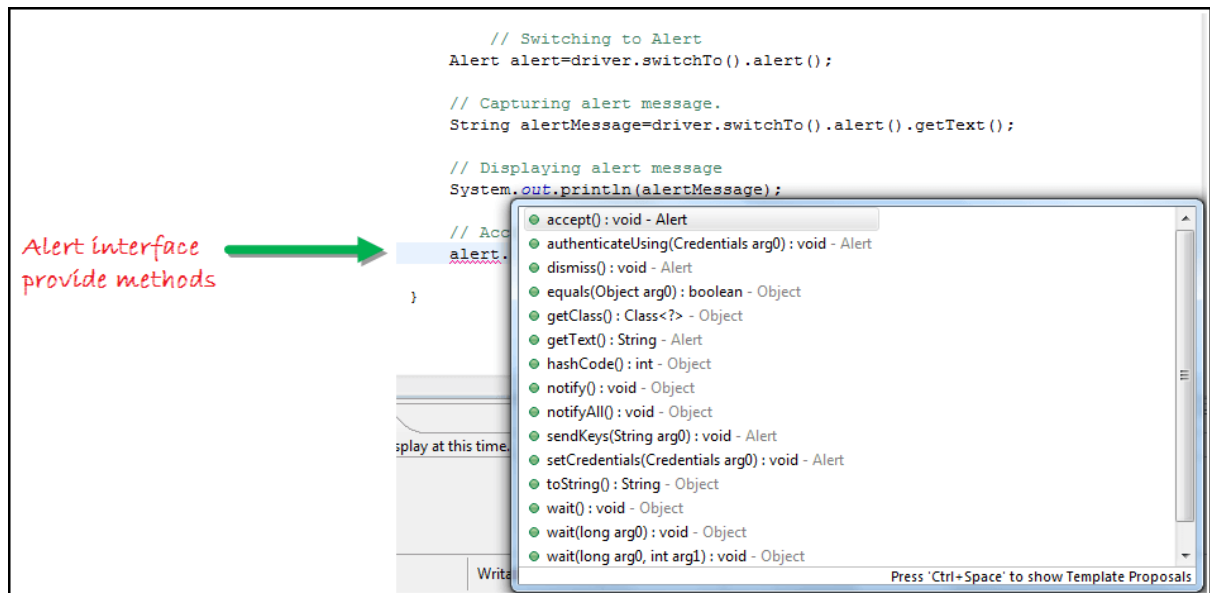 // Switching to Alert
Alert alert=driver.switchTo().alert();
// Capturing alert message.
String alertMessage=driver.switchTo().alert().getText();
// Displaying alert message
System.out.println(alertMessage);
// Acc
alert.
}
Alert interface
provide methods
accept() : void - Alert
authenticateUsing(Credentials arg0) : void - Alert
dismiss() : void - Alert
equals(Object arg0) : boolean - Object
getClass() : Class<?> - Object
getText() : String - Alert
hashCode() : int - Object
notify() : void - Object
notifyAll() : void - Object
sendKeys(String arg0) : void - Alert
setCredentials(Credentials arg0) : void - Alert
toString() : String - Object
wait() : void - Object
wait(long arg0) : void - Object
wait(long arg0, int arg1) : void - Object
Press 'Ctrl+Space' to show Template Proposals
splay at this time.
Writa